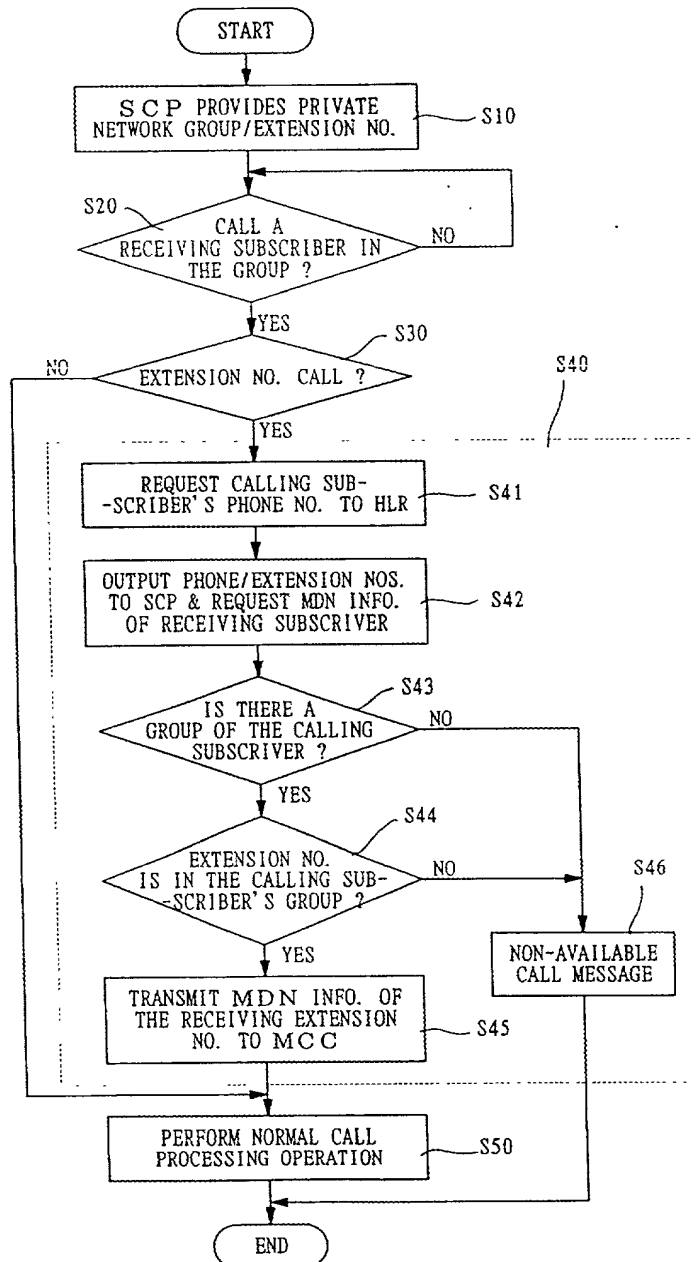 START
SCP PROVIDES PRIVATE
NETWORK GROUP/EXTENSION NO.
S10
S20
CALL A
RECEIVING SUBSCRIBER IN
THE GROUP ?
NO
YES
S30
NO
EXTENSION NO. CALL ?
S40
YES
REQUEST CALLING SUB-
-SCRIBER'S PHONE NO. TO HLR
S41
OUTPUT PHONE/EXTENSION NOS.
TO SCP & REQUEST MDN INFO.
OF RECEIVING SUBSCRIVER
S42
S43
IS THERE A
GROUP OF THE CALLING
SUBSCRIVER ?
NO
YES
S44
EXTENSION NO.
IS IN THE CALLING SUB-
-SCRIBER'S GROUP ?
NO
S46
YES
NON-AVAILABLE
CALL MESSAGE
TRANSMIT MDN INFO. OF
THE RECEIVING EXTENSION
NO. TO MCC
S45
PERFORM NORMAL CALL
PROCESSING OPERATION
S50
END